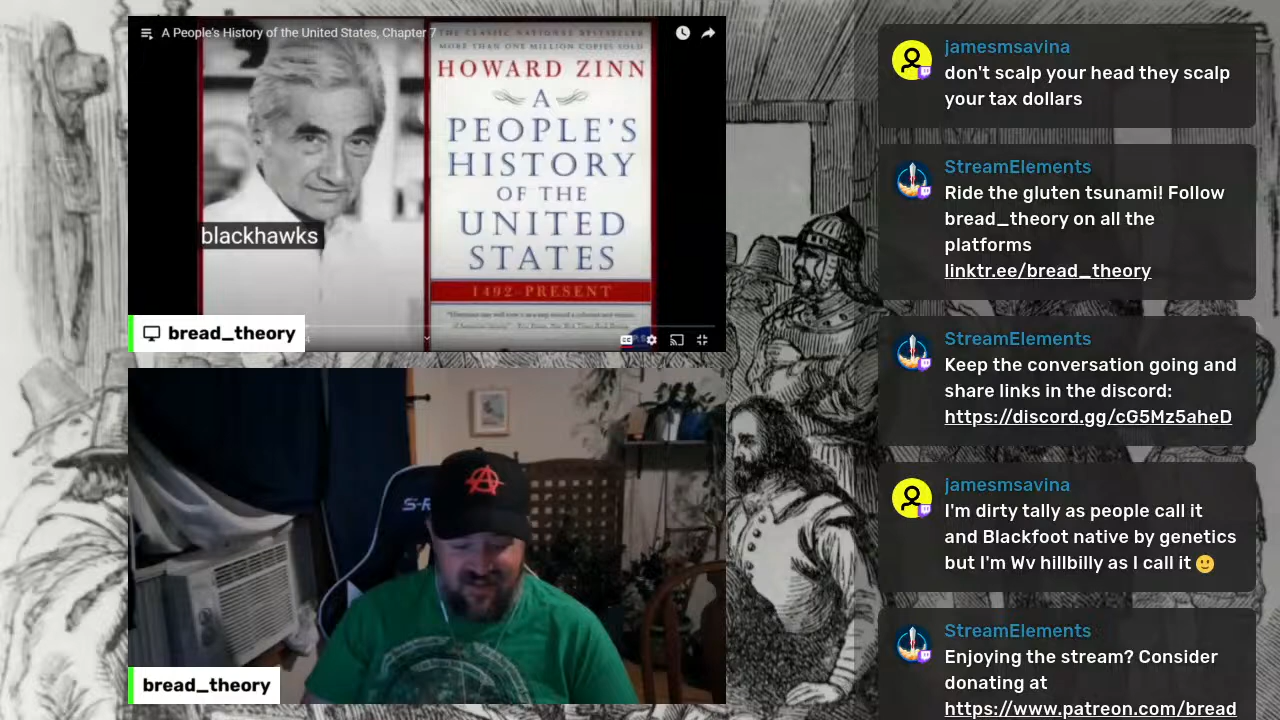 A People's History of the United States, Chapter 7
THE CLASSIC NATIONAL BESTSELLER
MORE THAN ONE MILLION COPIES SOLD
HOWARD ZINN
A
PEOPLE'S
HISTORY
OF THE
UNITED
STATES
1492–PRESENT
blackhawks
bread_theory
S-R
bread_theory
jamesmsavina
don't scalp your head they scalp
your tax dollars
StreamElements
Ride the gluten tsunami! Follow
bread_theory on all the
platforms
linktr.ee/bread_theory
StreamElements
Keep the conversation going and
share links in the discord:
https://discord.gg/cG5Mz5aheD
jamesmsavina
I'm dirty tally as people call it
and Blackfoot native by genetics
but I'm Wv hillbilly as I call it 🙂
StreamElements
Enjoying the stream? Consider
donating at
https://www.patreon.com/bread